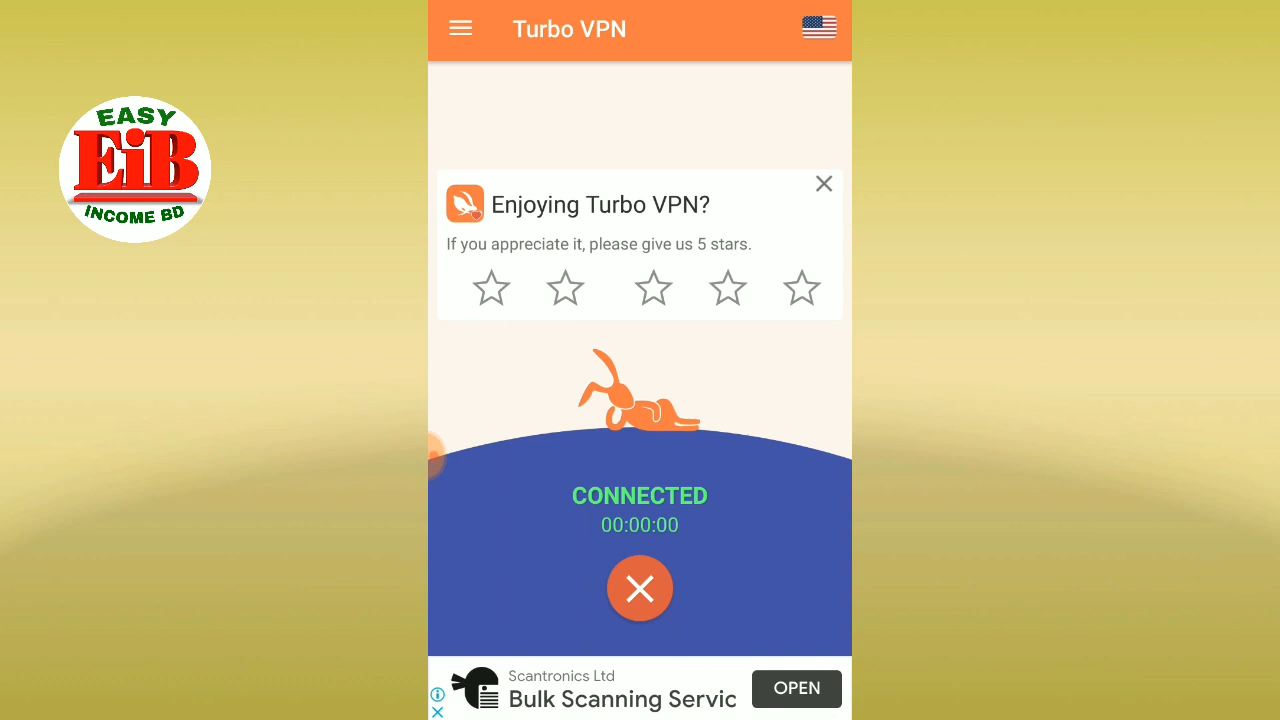 EASY
EiB
INCOME BD
Turbo VPN
Enjoying Turbo VPN?
If you appreciate it, please give us 5 stars.
CONNECTED
00:00:00
Scantronics Ltd
Bulk Scanning Servic
OPEN